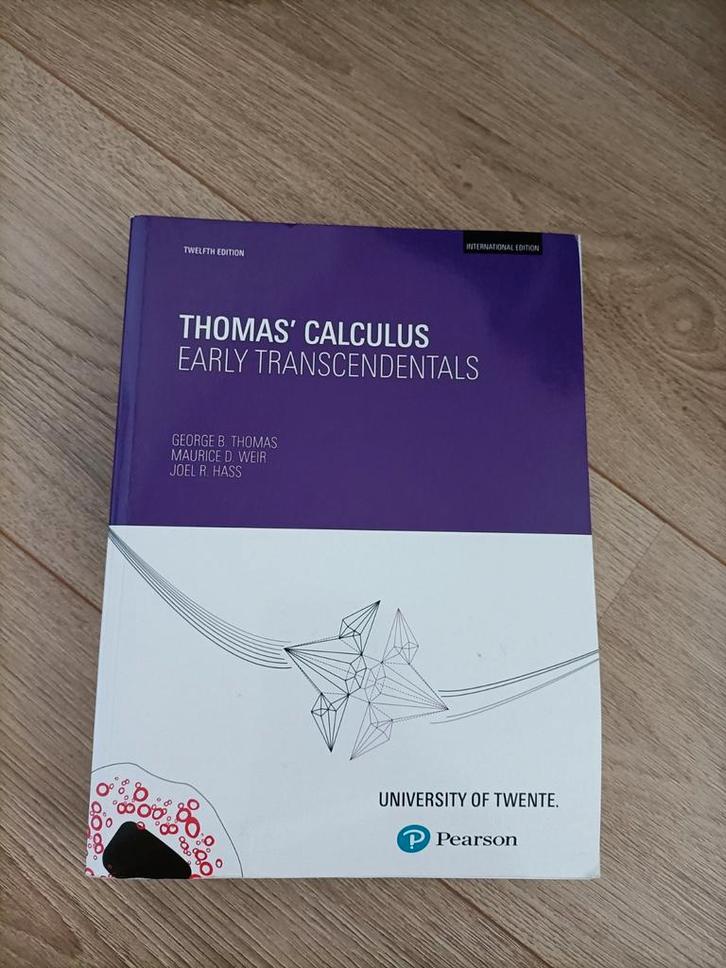 TWELFTH EDITION
INTERNATIONAL EDITION
THOMAS' CALCULUS
EARLY TRANSCENDENTALS
GEORGE B. THOMAS
MAURICE D. WEIR
JOEL R. HASS
UNIVERSITY OF TWENTE.
P Pearson